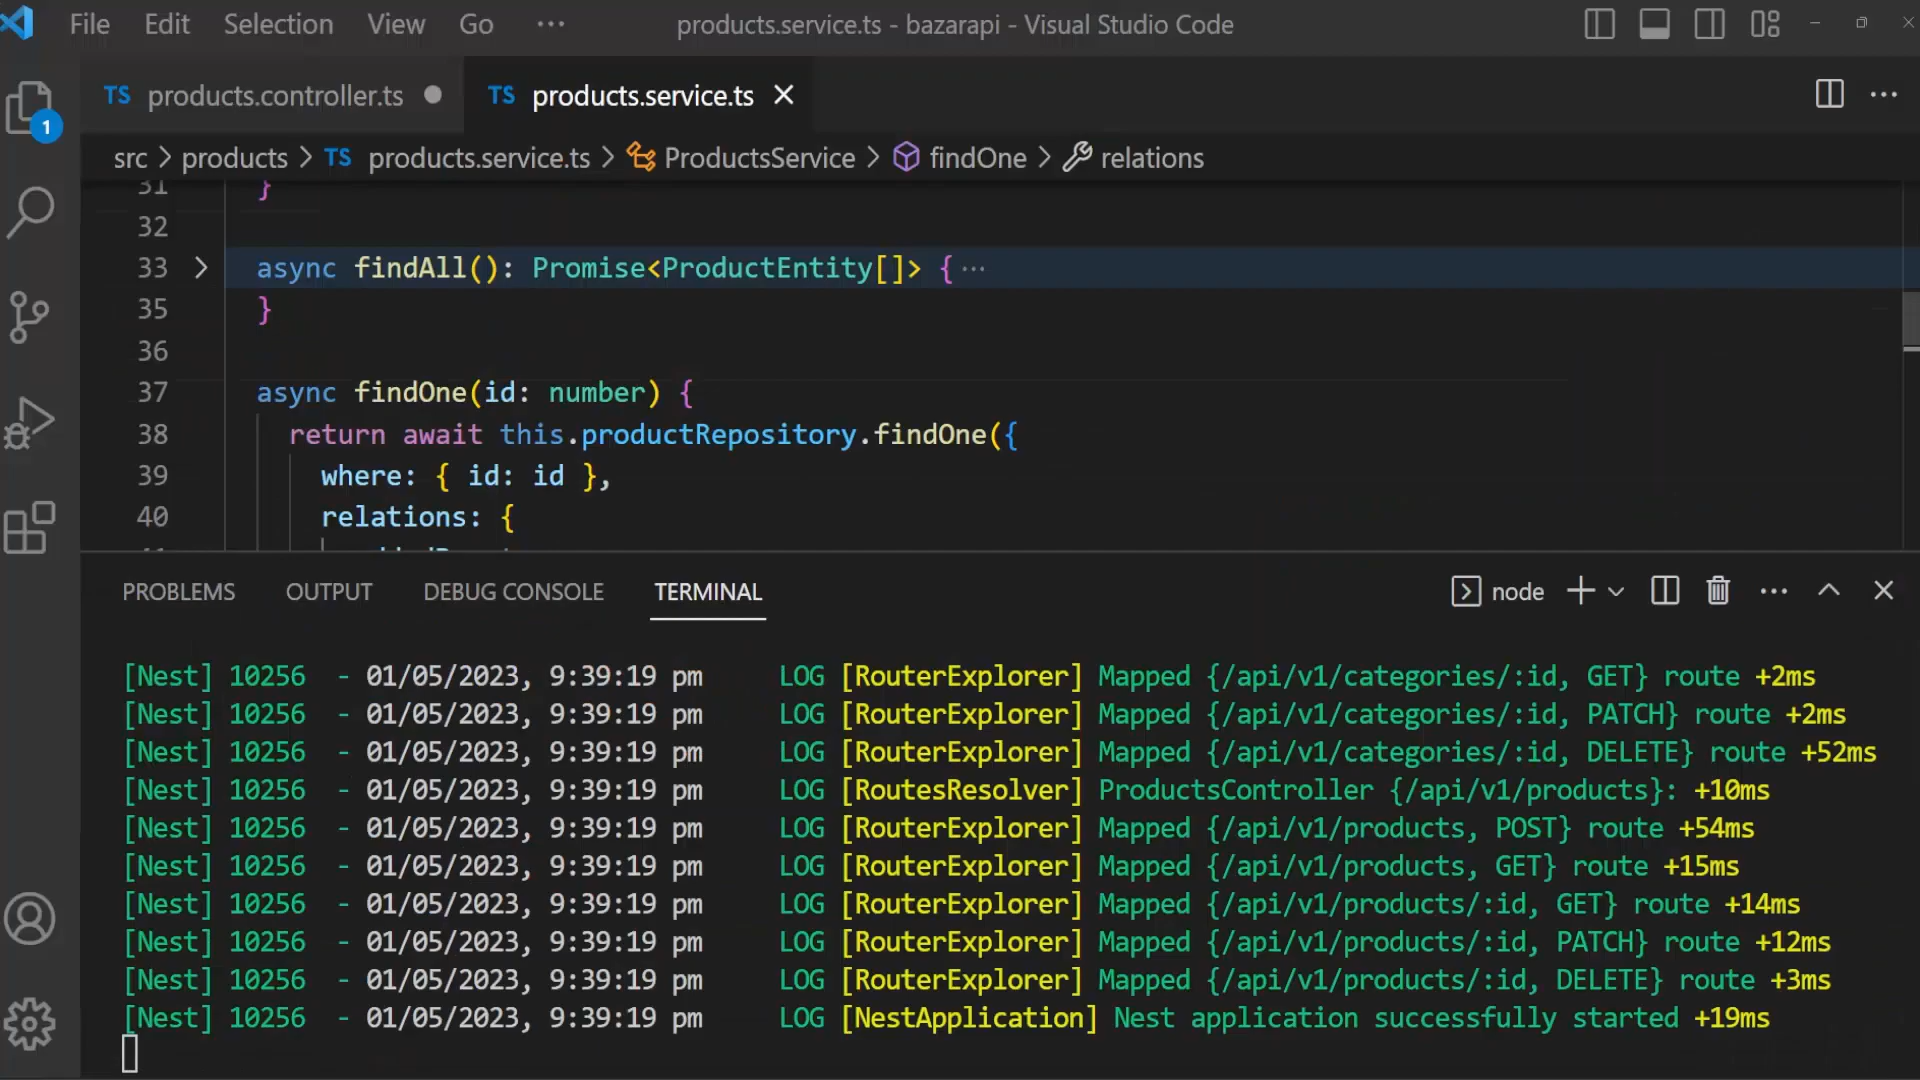 File Edit Selection View Go ··· products.service.ts - bazarapi - Visual Studio Code
TS products.controller.ts ● TS products.service.ts ×
1
src > products > TS products.service.ts > ProductsService > findOne > relations
31 }
32
33 > async findAll(): Promise<ProductEntity[]> { ···
35 }
36
37 async findOne(id: number) {
38 return await this.productRepository.findOne({
39 where: { id: id },
40 relations: {
PROBLEMS OUTPUT DEBUG CONSOLE TERMINAL node
[Nest] 10256 - 01/05/2023, 9:39:19 pm LOG [RouterExplorer] Mapped {/api/v1/categories/:id, GET} route +2ms
[Nest] 10256 - 01/05/2023, 9:39:19 pm LOG [RouterExplorer] Mapped {/api/v1/categories/:id, PATCH} route +2ms
[Nest] 10256 - 01/05/2023, 9:39:19 pm LOG [RouterExplorer] Mapped {/api/v1/categories/:id, DELETE} route +52ms
[Nest] 10256 - 01/05/2023, 9:39:19 pm LOG [RoutesResolver] ProductsController {/api/v1/products}: +10ms
[Nest] 10256 - 01/05/2023, 9:39:19 pm LOG [RouterExplorer] Mapped {/api/v1/products, POST} route +54ms
[Nest] 10256 - 01/05/2023, 9:39:19 pm LOG [RouterExplorer] Mapped {/api/v1/products, GET} route +15ms
[Nest] 10256 - 01/05/2023, 9:39:19 pm LOG [RouterExplorer] Mapped {/api/v1/products/:id, GET} route +14ms
[Nest] 10256 - 01/05/2023, 9:39:19 pm LOG [RouterExplorer] Mapped {/api/v1/products/:id, PATCH} route +12ms
[Nest] 10256 - 01/05/2023, 9:39:19 pm LOG [RouterExplorer] Mapped {/api/v1/products/:id, DELETE} route +3ms
[Nest] 10256 - 01/05/2023, 9:39:19 pm LOG [NestApplication] Nest application successfully started +19ms